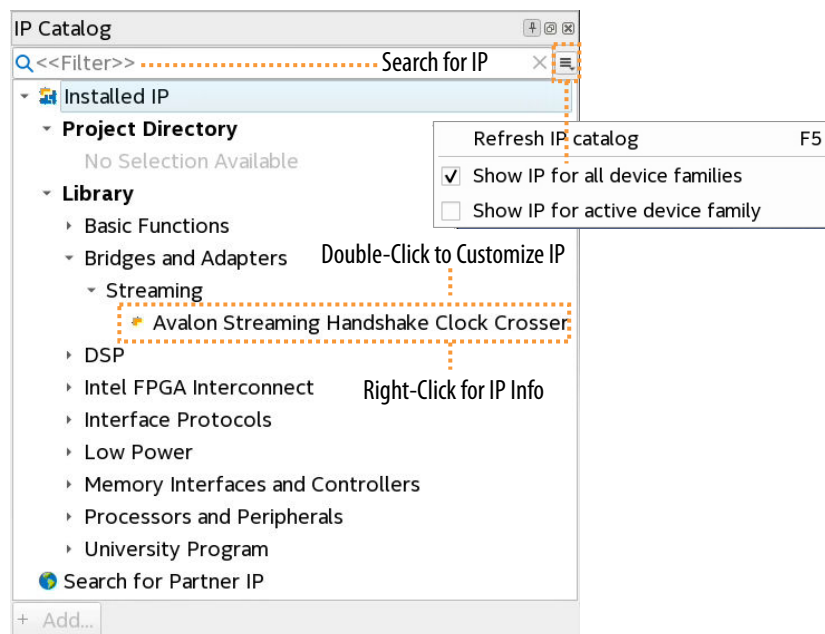 IP Catalog
<<Filter>> Search for IP
Installed IP
Project Directory
No Selection Available
Refresh IP catalog F5
Show IP for all device families
Show IP for active device family
Library
Basic Functions
Bridges and Adapters
Double-Click to Customize IP
Streaming
Avalon Streaming Handshake Clock Crosser
DSP
Intel FPGA Interconnect
Right-Click for IP Info
Interface Protocols
Low Power
Memory Interfaces and Controllers
Processors and Peripherals
University Program
Search for Partner IP
+ Add...